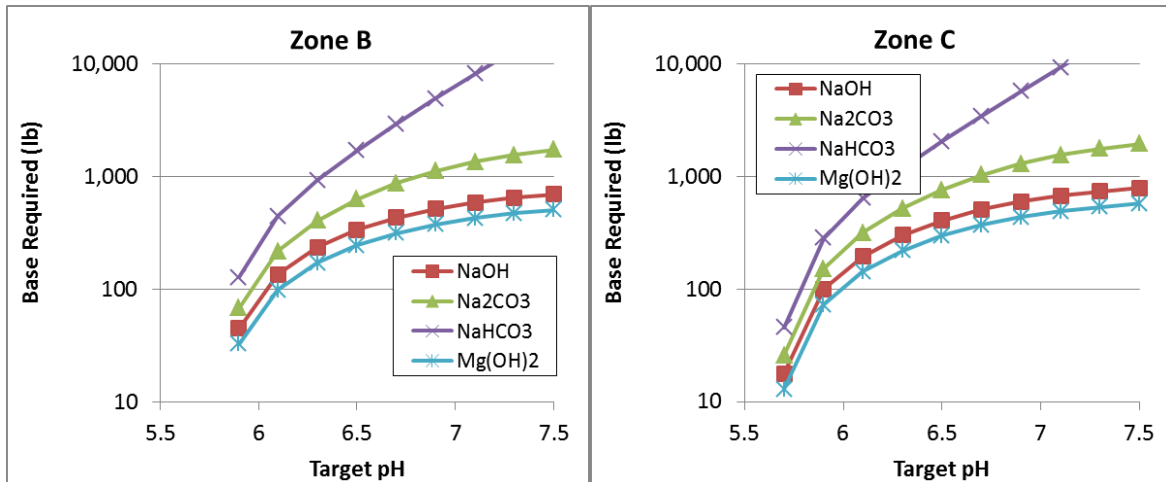 Zone B
Base Required (lb)
10,000
1,000
100
10
5.5 6 6.5 7 7.5
Target pH
NaOH
Na2CO3
NaHCO3
Mg(OH)2
Zone C
Base Required (lb)
10,000
1,000
100
10
5.5 6 6.5 7 7.5
Target pH
NaOH
Na2CO3
NaHCO3
Mg(OH)2